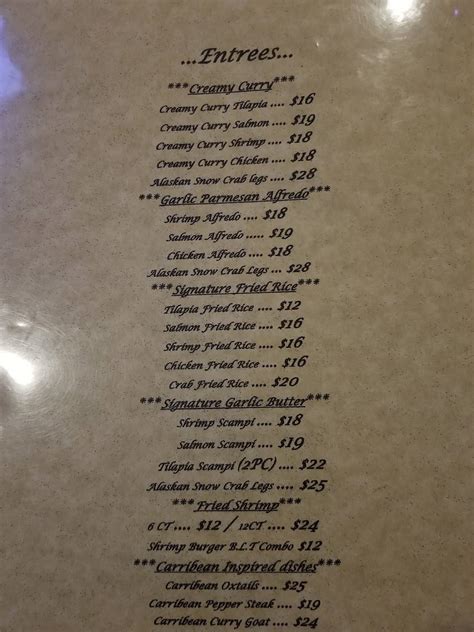 ...Entrees...
***Creamy Curry***
Creamy Curry Tilapia .... $16
Creamy Curry Salmon .... $19
Creamy Curry Shrimp .... $18
Creamy Curry Chicken .... $18
Alaskan Snow Crab legs .... $28
***Garlic Parmesan Alfredo***
Shrimp Alfredo .... $18
Salmon Alfredo ..... $19
Chicken Alfredo .... $18
Alaskan Snow Crab Legs ... $28
***Signature Fried Rice***
Tilapia Fried Rice .... $12
Salmon Fried Rice .... $16
Shrimp Fried Rice .... $16
Chicken Fried Rice .... $16
Crab Fried Rice .... $20
***Signature Garlic Butter***
Shrimp Scampi .... $18
Salmon Scampi .... $19
Tilapia Scampi (2PC) .... $22
Alaskan Snow Crab Legs .... $25
***Fried Shrimp***
6 CT .... $12 / 12CT .... $24
Shrimp Burger B.L.T Combo $12
***Carribean Inspired dishes***
Carribean Oxtails .... $25
Carribean Pepper Steak .... $19
Carribean Curry Goat .... $24